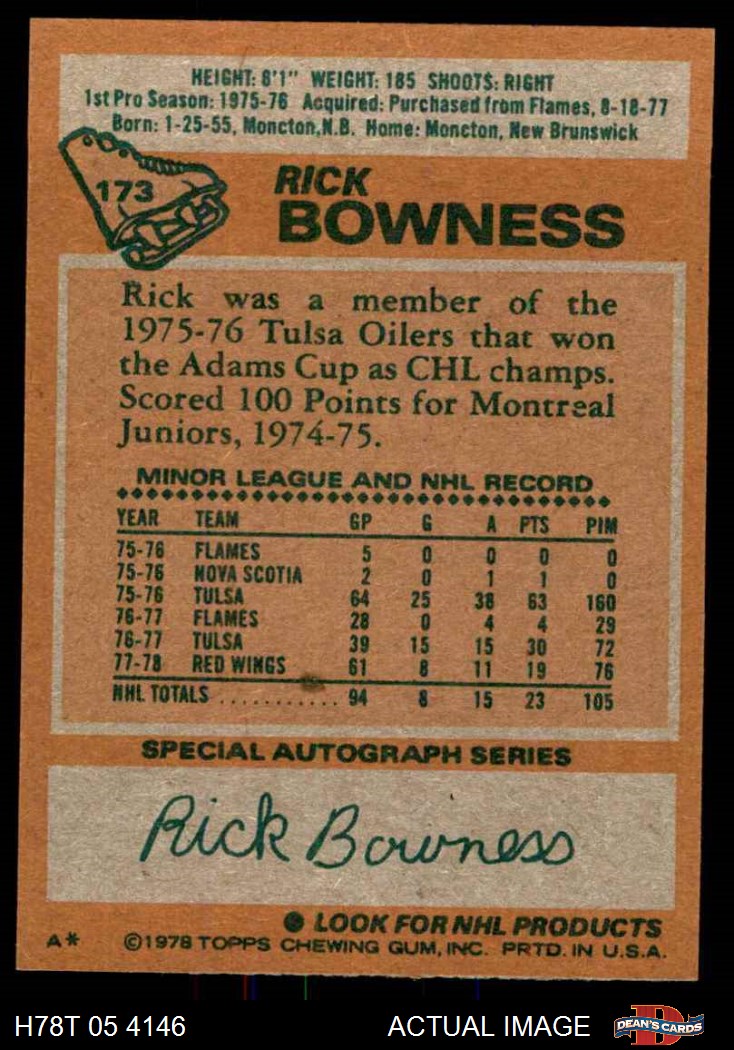 HEIGHT: 6'1" WEIGHT: 185 SHOOTS: RIGHT
1st Pro Season: 1975-76 Acquired: Purchased from Flames, 8-18-77
Born: 1-25-55, Moncton, N.B. Home: Moncton, New Brunswick
173
RICK
BOWNESS
Rick was a member of the
1975-76 Tulsa Oilers that won
the Adams Cup as CHL champs.
Scored 100 Points for Montreal
Juniors, 1974-75.
MINOR LEAGUE AND NHL RECORD
YEAR TEAM GP G A PTS PIM
75-76 FLAMES 5 0 0 0 0
75-76 NOVA SCOTIA 2 0 1 1 0
75-76 TULSA 64 25 38 63 160
76-77 FLAMES 28 0 4 4 29
76-77 TULSA 39 15 15 30 72
77-78 RED WINGS 61 8 11 19 76
NHL TOTALS ........... 94 8 15 23 105
SPECIAL AUTOGRAPH SERIES
Rick Bowness
● LOOK FOR NHL PRODUCTS
A* ©1978 TOPPS CHEWING GUM, INC. PRTD. IN U.S.A.
H78T 05 4146 ACTUAL IMAGE DEAN'S CARDS